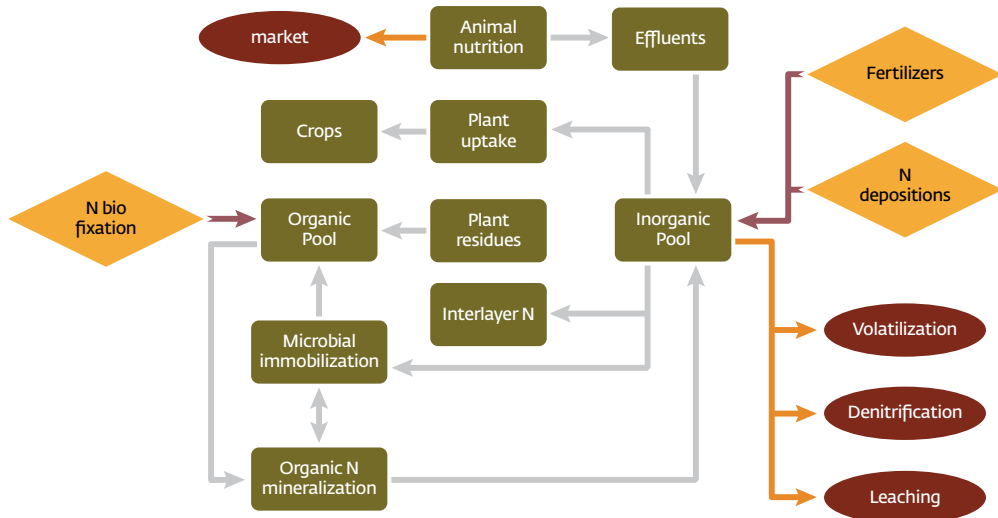 market
Animal
nutrition
Effluents
Fertilizers
Crops
Plant
uptake
N
depositions
N bio
fixation
Organic
Pool
Plant
residues
Inorganic
Pool
Interlayer N
Volatilization
Microbial
immobilization
Denitrification
Organic N
mineralization
Leaching